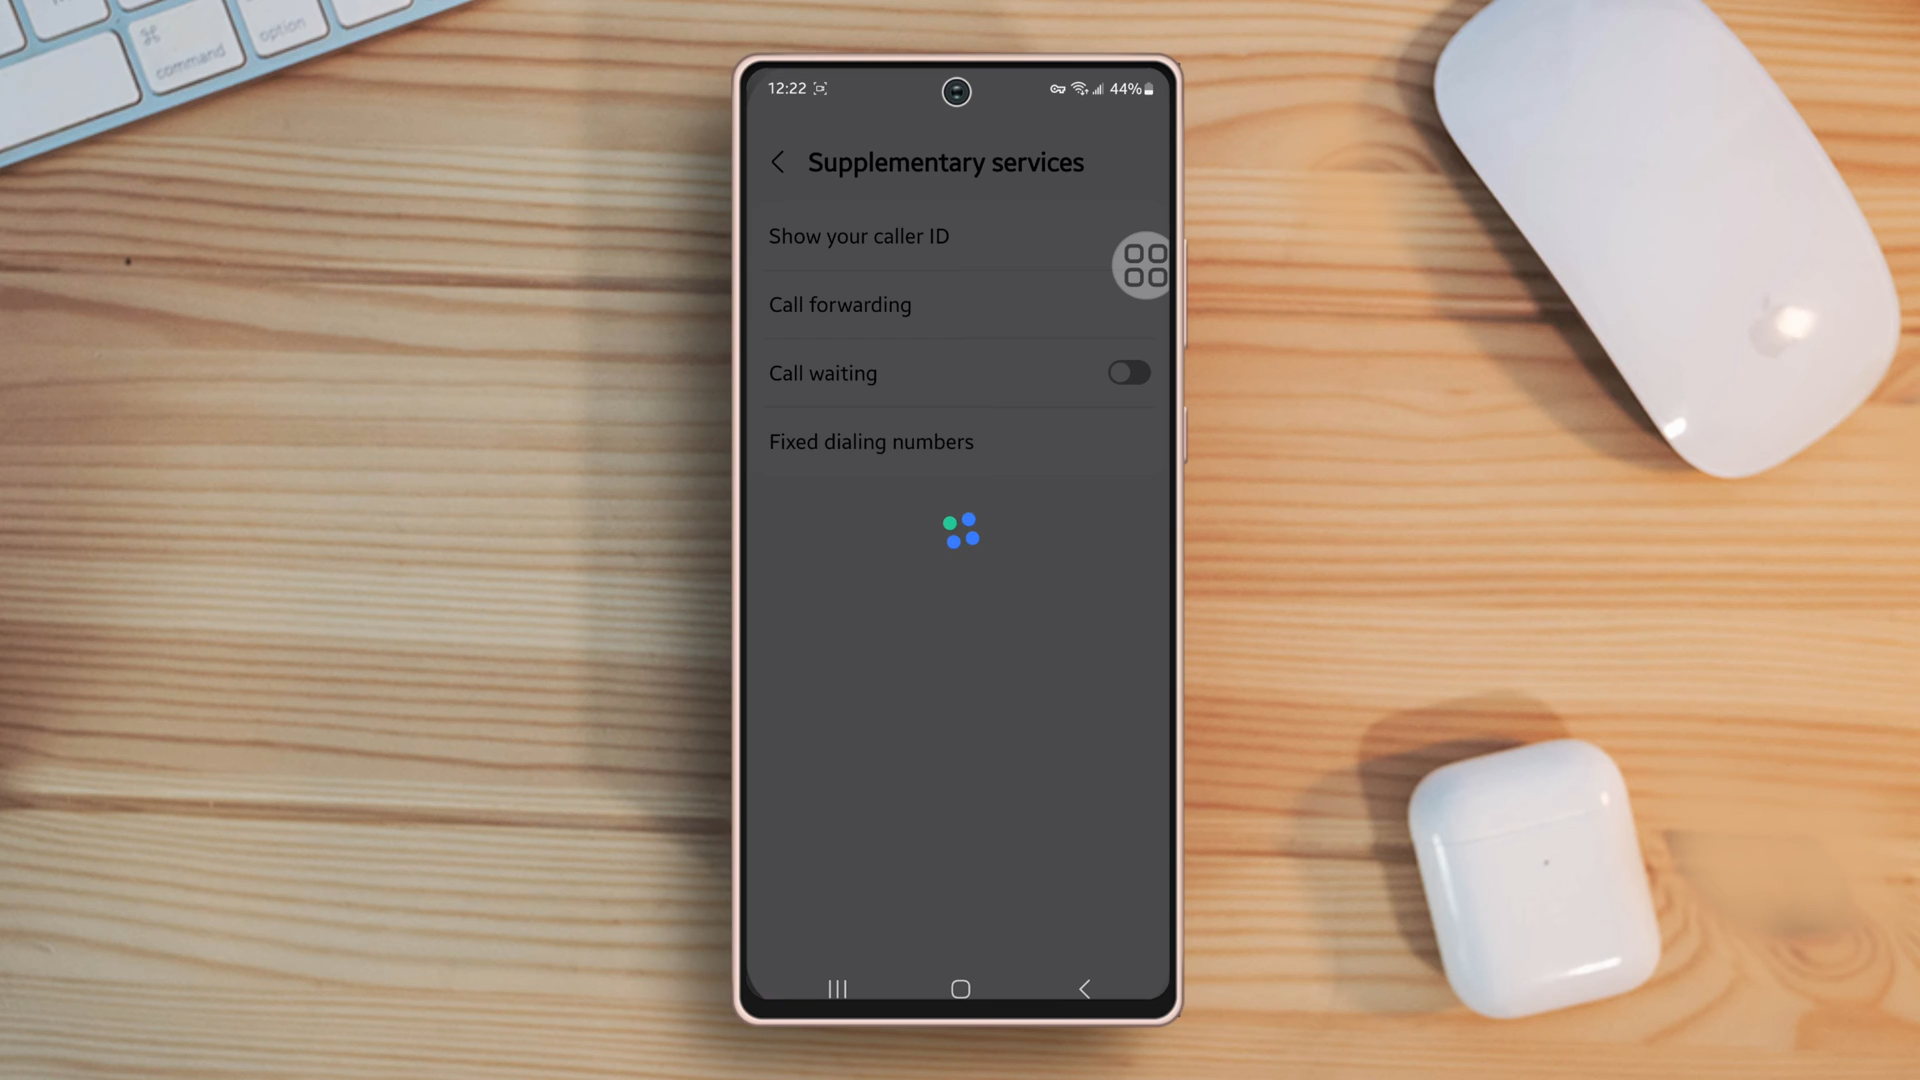 ⌘
option
command
12:22
44%
Supplementary services
Show your caller ID
Call forwarding
Call waiting
Fixed dialing numbers